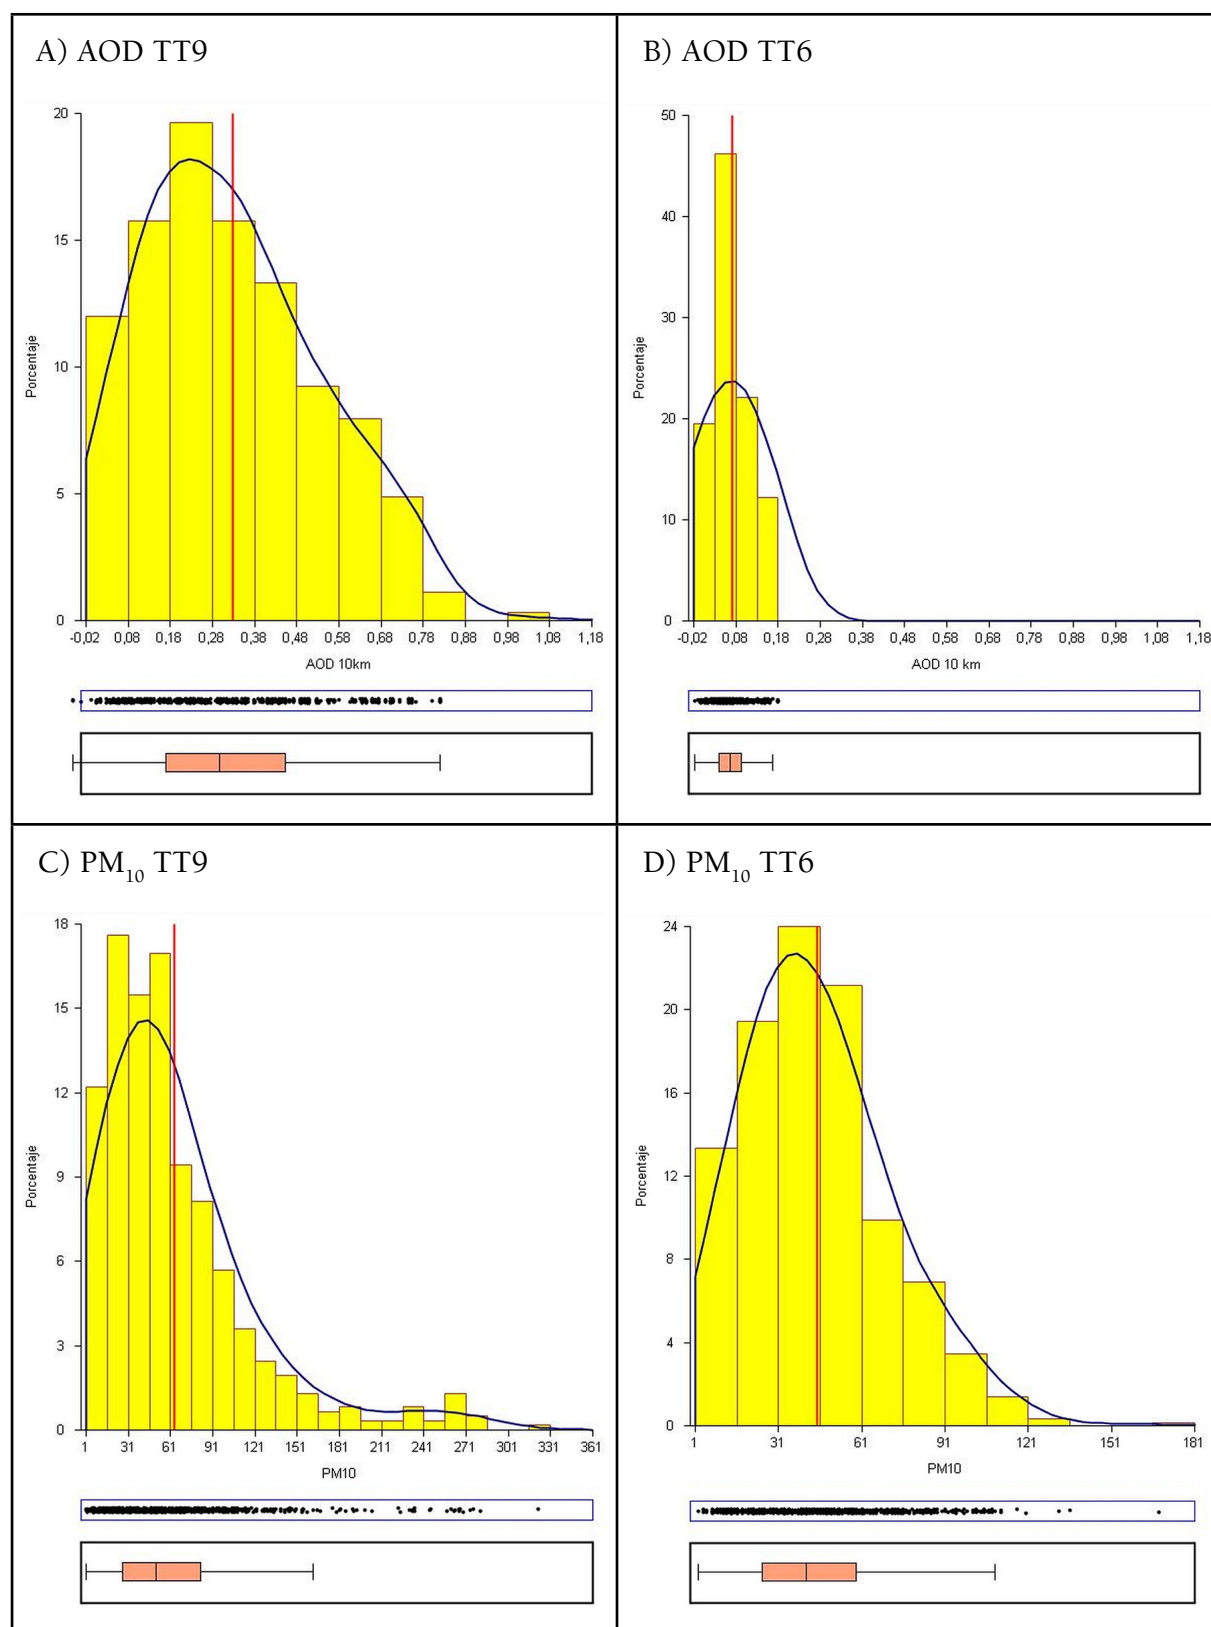 A) AOD TT9
20
15
10
5
0
Porcentaje
-0,02 0,08 0,18 0,28 0,38 0,48 0,58 0,68 0,78 0,88 0,98 1,08 1,18
AOD 10km
B) AOD TT6
50
40
30
20
10
0
Porcentaje
-0,02 0,08 0,18 0,28 0,38 0,48 0,58 0,68 0,78 0,88 0,98 1,08 1,18
AOD 10 km
C) PM₁₀ TT9
18
15
12
9
6
3
0
Porcentaje
1 31 61 91 121 151 181 211 241 271 301 331 361
PM10
D) PM₁₀ TT6
24
20
16
12
8
4
0
Porcentaje
1 31 61 91 121 151 181
PM10